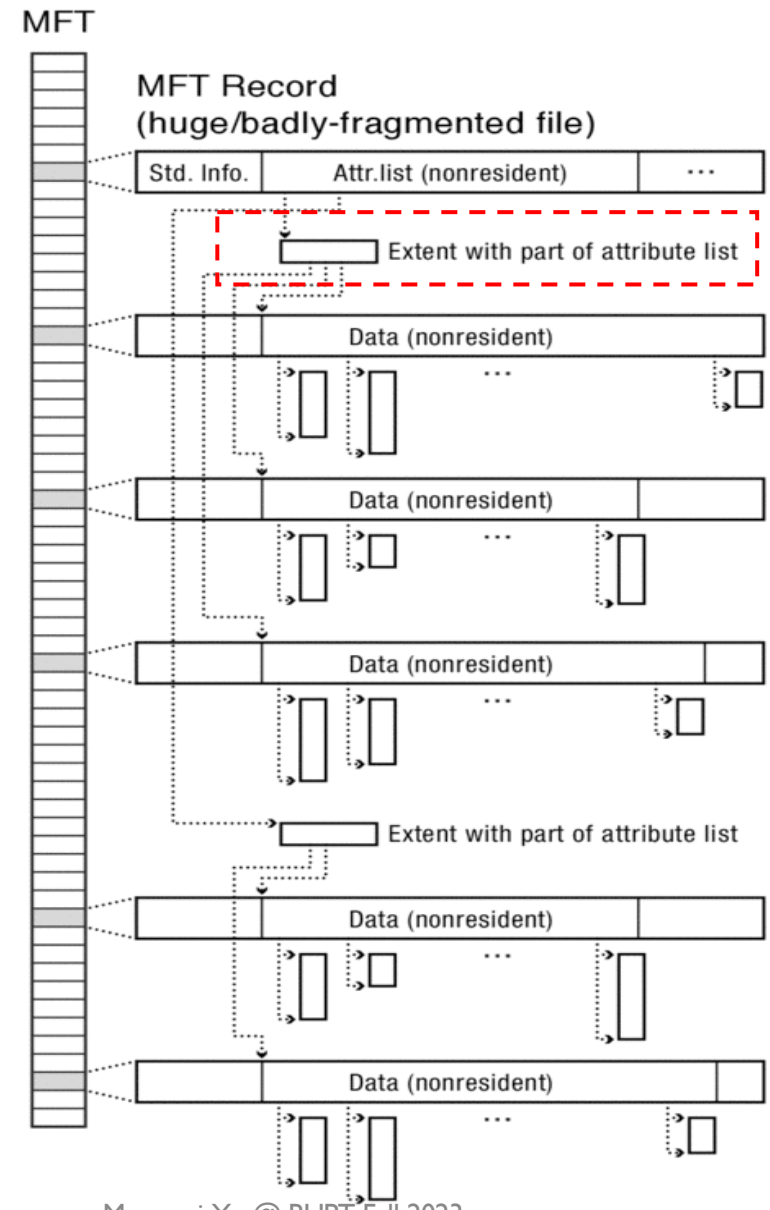 MFT
MFT Record
(huge/badly-fragmented file)
Std. Info. Attr.list (nonresident) ...
Extent with part of attribute list
Data (nonresident)
...
Data (nonresident)
...
Data (nonresident)
...
Extent with part of attribute list
Data (nonresident)
...
Data (nonresident)
...